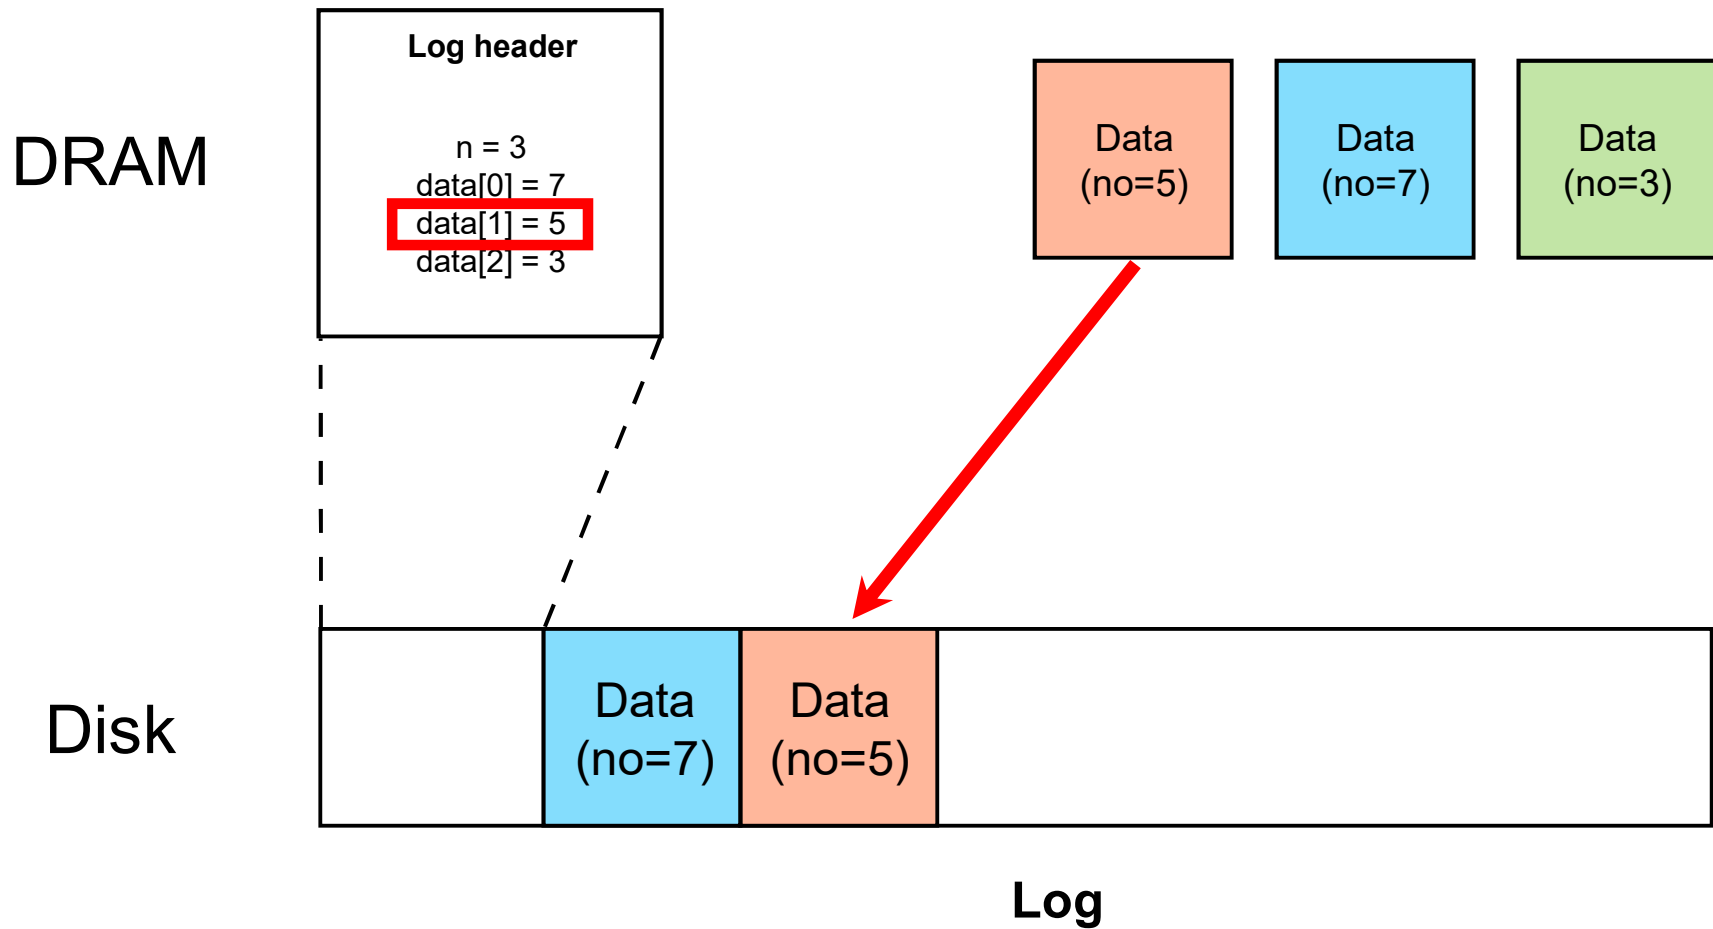 Log header
n = 3
data[0] = 7
data[1] = 5
data[2] = 3
DRAM
Data
(no=5)
Data
(no=7)
Data
(no=3)
Disk
Data
(no=7)
Data
(no=5)
Log